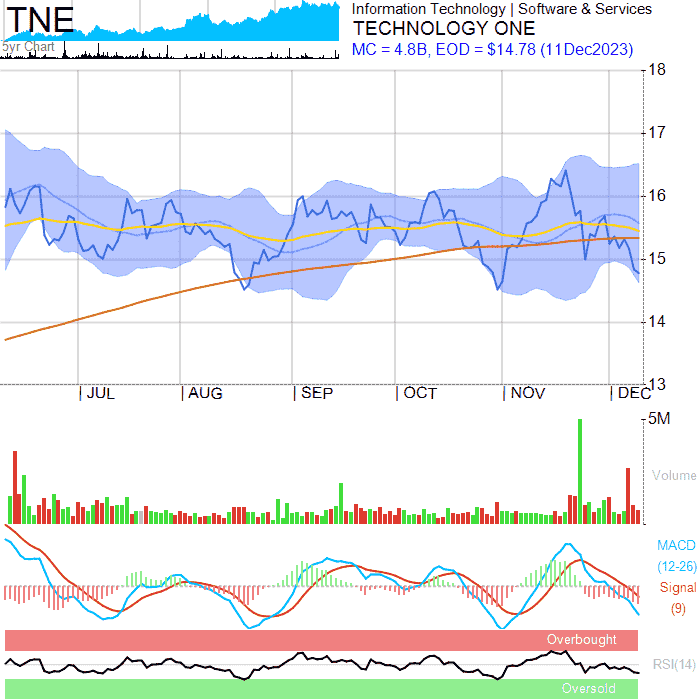 TNE
5yr Chart
Information Technology | Software & Services
TECHNOLOGY ONE
MC = 4.8B, EOD = $14.78 (11Dec2023)
18
17
16
15
14
13
JUL AUG SEP OCT NOV DEC
5M
Volume
MACD
(12-26)
Signal
(9)
Overbought
RSI(14)
Oversold